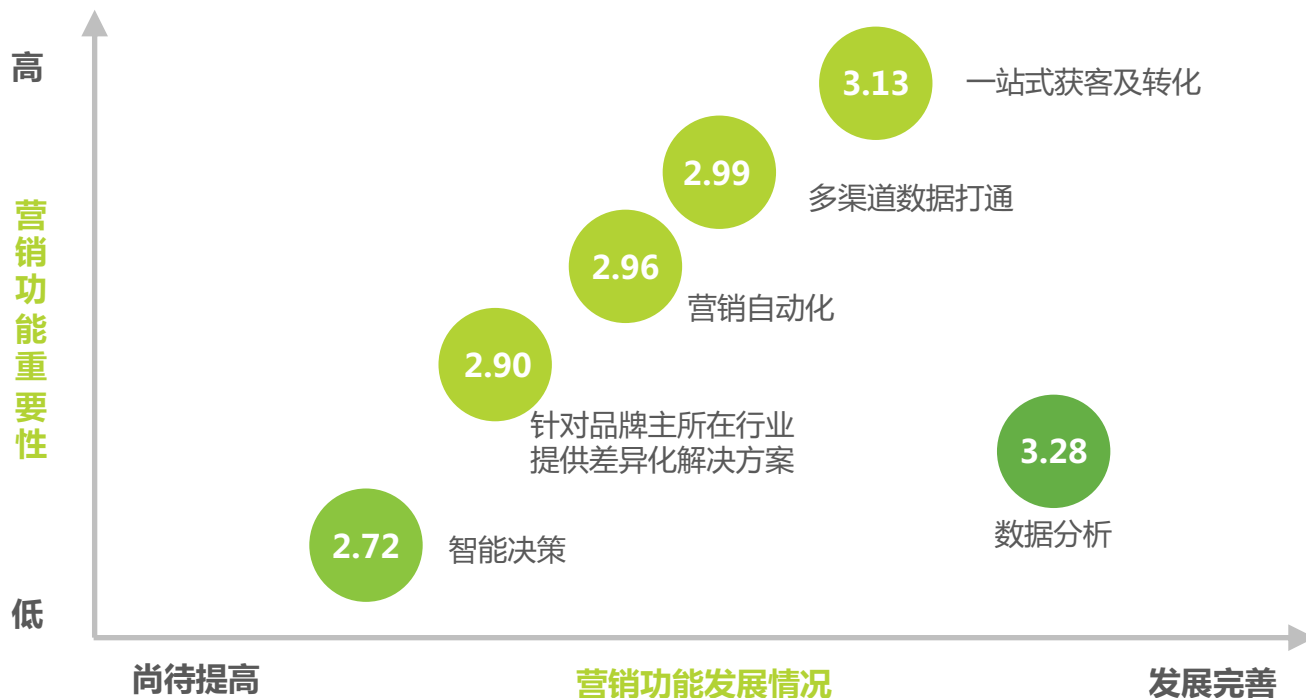 高
3.13
一站式获客及转化
2.99
多渠道数据打通
营销功能重要性
2.96
营销自动化
2.90
针对品牌主所在行业
提供差异化解决方案
3.28
数据分析
2.72
智能决策
低
尚待提高
营销功能发展情况
发展完善